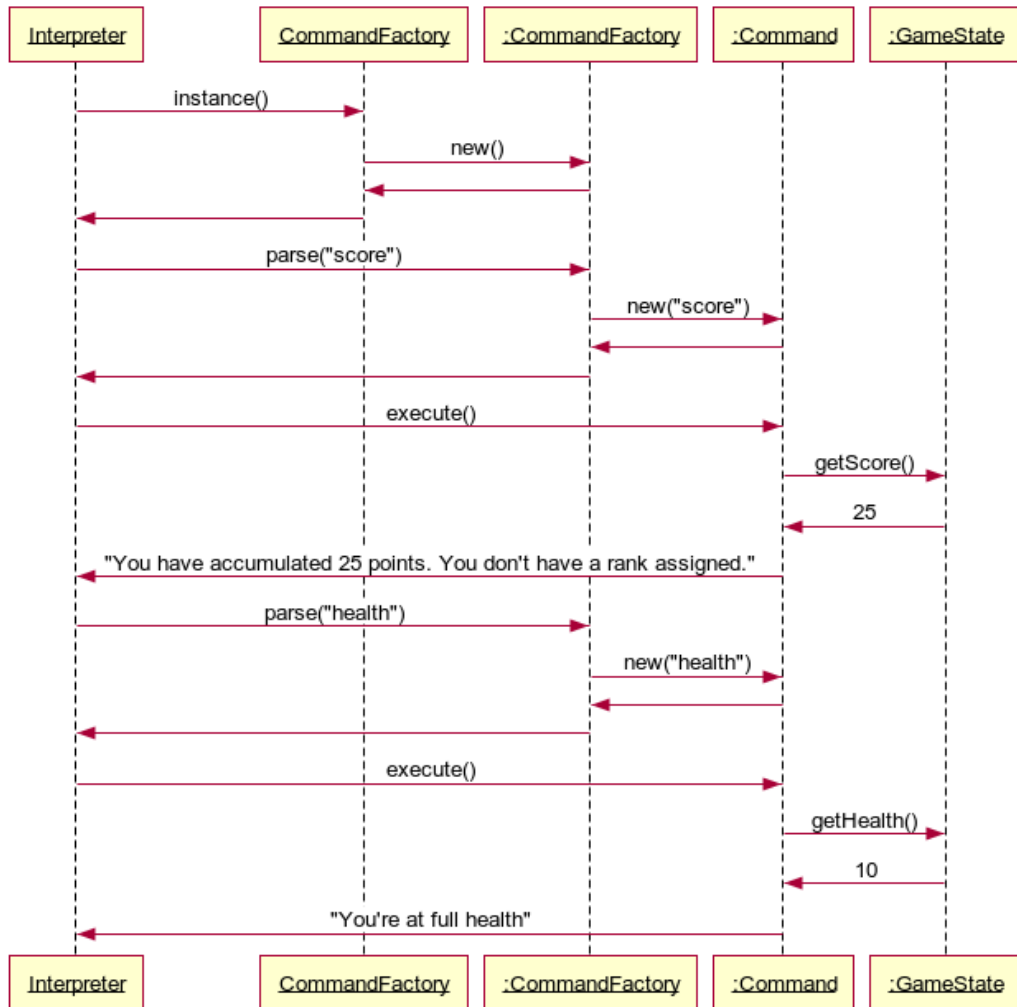 Interpreter CommandFactory :CommandFactory :Command :GameState
instance()
new()
parse("score")
new("score")
execute()
getScore()
25
"You have accumulated 25 points. You don't have a rank assigned."
parse("health")
new("health")
execute()
getHealth()
10
"You're at full health"
Interpreter CommandFactory :CommandFactory :Command :GameState